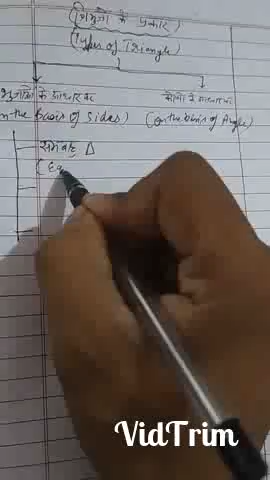 (त्रिभुजों के प्रकार)
(Types of Triangle)
भुजाओं के आधार पर
कोणों के आधार पर
on the basis of Sides)
(on the basis of Angle)
समबाहु Δ
(Eq
VidTrim